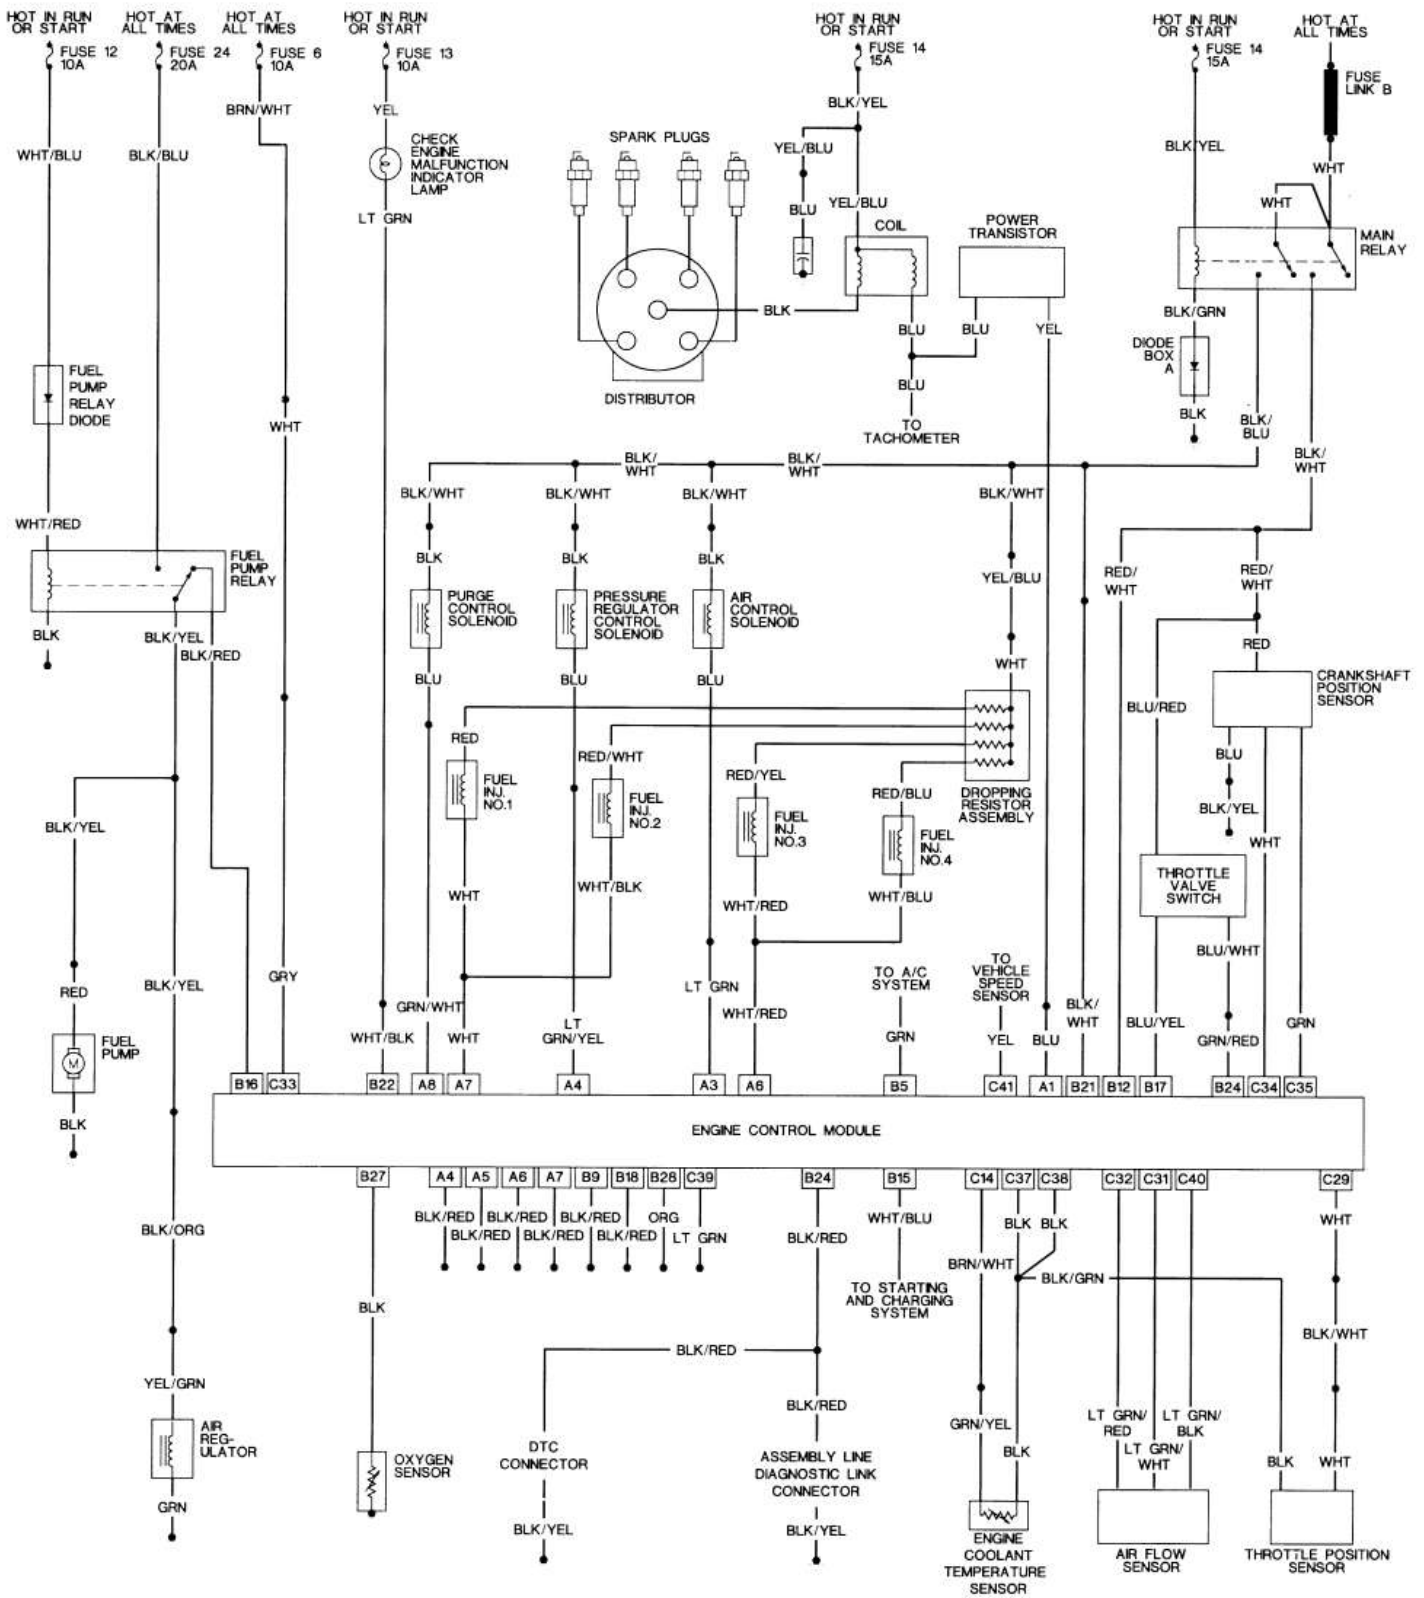 HOT IN RUN
OR START
FUSE 12
10A
HOT AT
ALL TIMES
FUSE 24
20A
HOT AT
ALL TIMES
FUSE 6
10A
HOT IN RUN
OR START
FUSE 13
10A
HOT IN RUN
OR START
FUSE 14
15A
HOT IN RUN
OR START
FUSE 14
15A
HOT AT
ALL TIMES
FUSE
LINK B
BRN/WHT
YEL
BLK/YEL
WHT/BLU
BLK/BLU
CHECK
ENGINE
MALFUNCTION
INDICATOR
LAMP
SPARK PLUGS
YEL/BLU
BLK/YEL
WHT
LT GRN
BLU
YEL/BLU
COIL
POWER
TRANSISTOR
WHT
MAIN
RELAY
BLK
BLU
BLU
YEL
BLK/GRN
DIODE
BOX
A
FUEL
PUMP
RELAY
DIODE
DISTRIBUTOR
BLU
TO
TACHOMETER
BLK
BLK/
BLU
WHT
BLK/
WHT
BLK/
WHT
BLK/
WHT
BLK/WHT
BLK/WHT
BLK/WHT
BLK/WHT
WHT/RED
FUEL
PUMP
RELAY
BLK
BLK
BLK
YEL/BLU
RED/
WHT
RED/
WHT
PURGE
CONTROL
SOLENOID
PRESSURE
REGULATOR
CONTROL
SOLENOID
AIR
CONTROL
SOLENOID
BLK
BLK/YEL
BLK/RED
WHT
RED
BLU
BLU
BLU
CRANKSHAFT
POSITION
SENSOR
BLU/RED
RED
RED/WHT
RED/YEL
RED/BLU
DROPPING
RESISTOR
ASSEMBLY
BLU
BLK/YEL
FUEL
INJ.
NO.1
FUEL
INJ.
NO.2
FUEL
INJ.
NO.3
FUEL
INJ.
NO.4
BLK/YEL
WHT
THROTTLE
VALVE
SWITCH
WHT
WHT/BLK
WHT/RED
WHT/BLU
BLU/WHT
GRY
BLK/YEL
RED
TO A/C
SYSTEM
TO
VEHICLE
SPEED
SENSOR
LT GRN
GRN/WHT
WHT/RED
BLK/
WHT
BLU/YEL
GRN
FUEL
PUMP
WHT/BLK
WHT
LT
GRN/YEL
GRN
YEL
BLU
GRN/RED
M
B16 C33 B22 A8 A7 A4 A3 A6 B5 C41 A1 B21 B12 B17 B24 C34 C35
BLK
ENGINE CONTROL MODULE
B27 A4 A5 A6 A7 B9 B18 B28 C39 B24 B15 C14 C37 C38 C32 C31 C40 C29
BLK/RED
BLK/RED
BLK/RED
BLK/RED
BLK/RED
BLK/RED
ORG
LT GRN
BLK/RED
WHT/BLU
BLK
BLK
WHT
BLK/ORG
BRN/WHT
BLK/GRN
TO STARTING
AND CHARGING
SYSTEM
BLK
BLK/RED
BLK/WHT
YEL/GRN
BLK/RED
GRN/YEL
LT GRN/
RED
LT GRN/
BLK
LT GRN/
WHT
AIR
REG-
ULATOR
BLK
BLK
WHT
OXYGEN
SENSOR
DTC
CONNECTOR
ASSEMBLY LINE
DIAGNOSTIC LINK
CONNECTOR
GRN
BLK/YEL
BLK/YEL
ENGINE
COOLANT
TEMPERATURE
SENSOR
AIR FLOW
SENSOR
THROTTLE POSITION
SENSOR